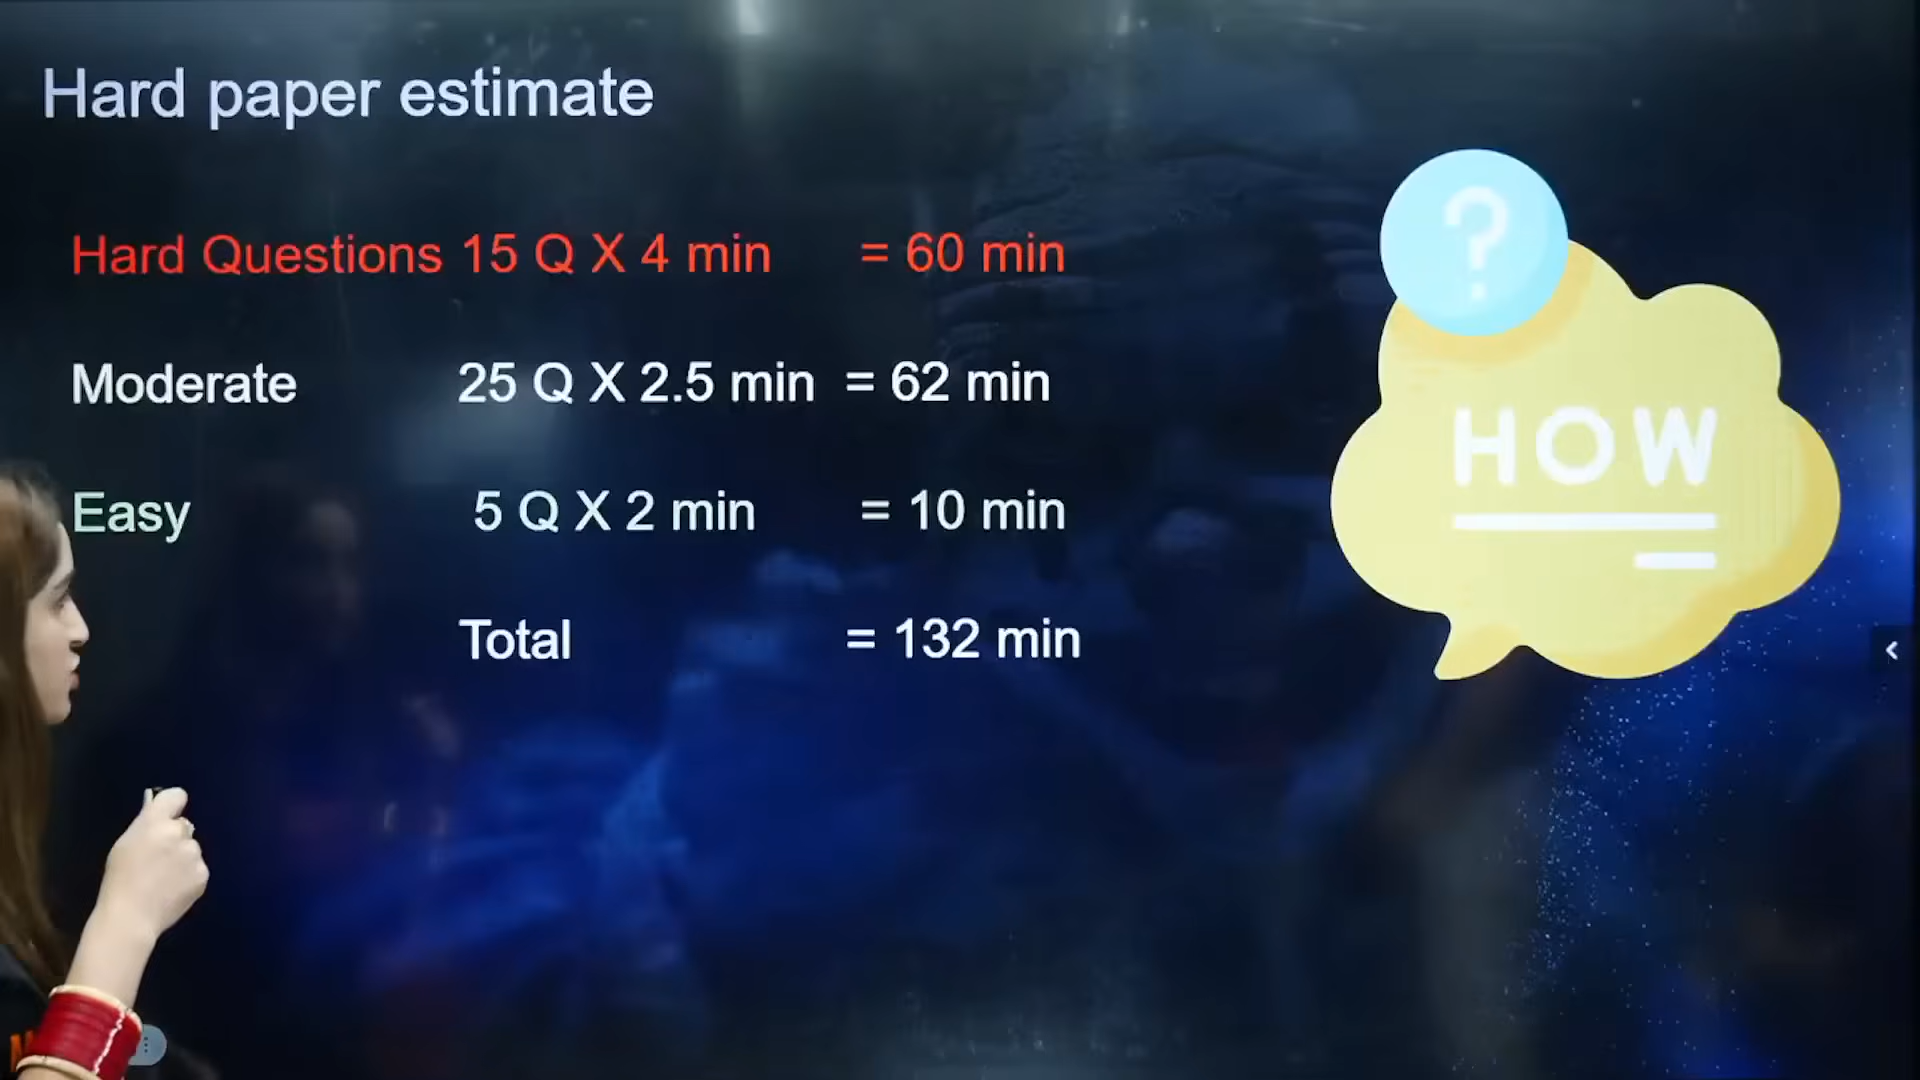 Hard paper estimate
Hard Questions 15 Q X 4 min = 60 min
Moderate 25 Q X 2.5 min = 62 min
Easy 5 Q X 2 min = 10 min
Total = 132 min
?
HOW